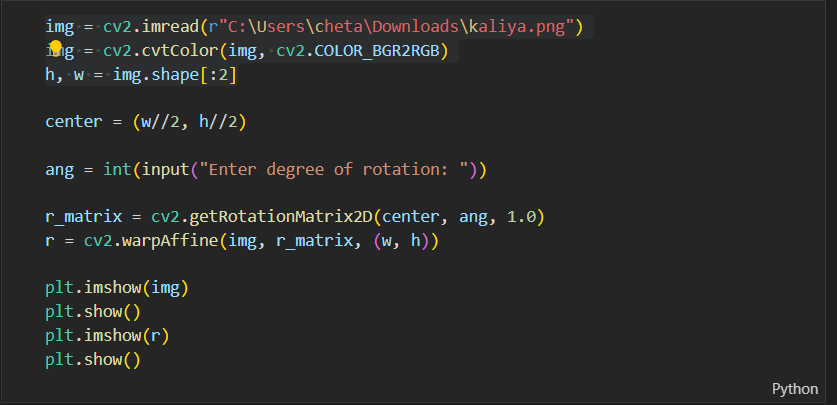 img = cv2.imread(r"C:\Users\cheta\Downloads\kaliya.png")
img = cv2.cvtColor(img, cv2.COLOR_BGR2RGB)
h, w = img.shape[:2]
center = (w//2, h//2)
ang = int(input("Enter degree of rotation: "))
r_matrix = cv2.getRotationMatrix2D(center, ang, 1.0)
r = cv2.warpAffine(img, r_matrix, (w, h))
plt.imshow(img)
plt.show()
plt.imshow(r)
plt.show()
Python